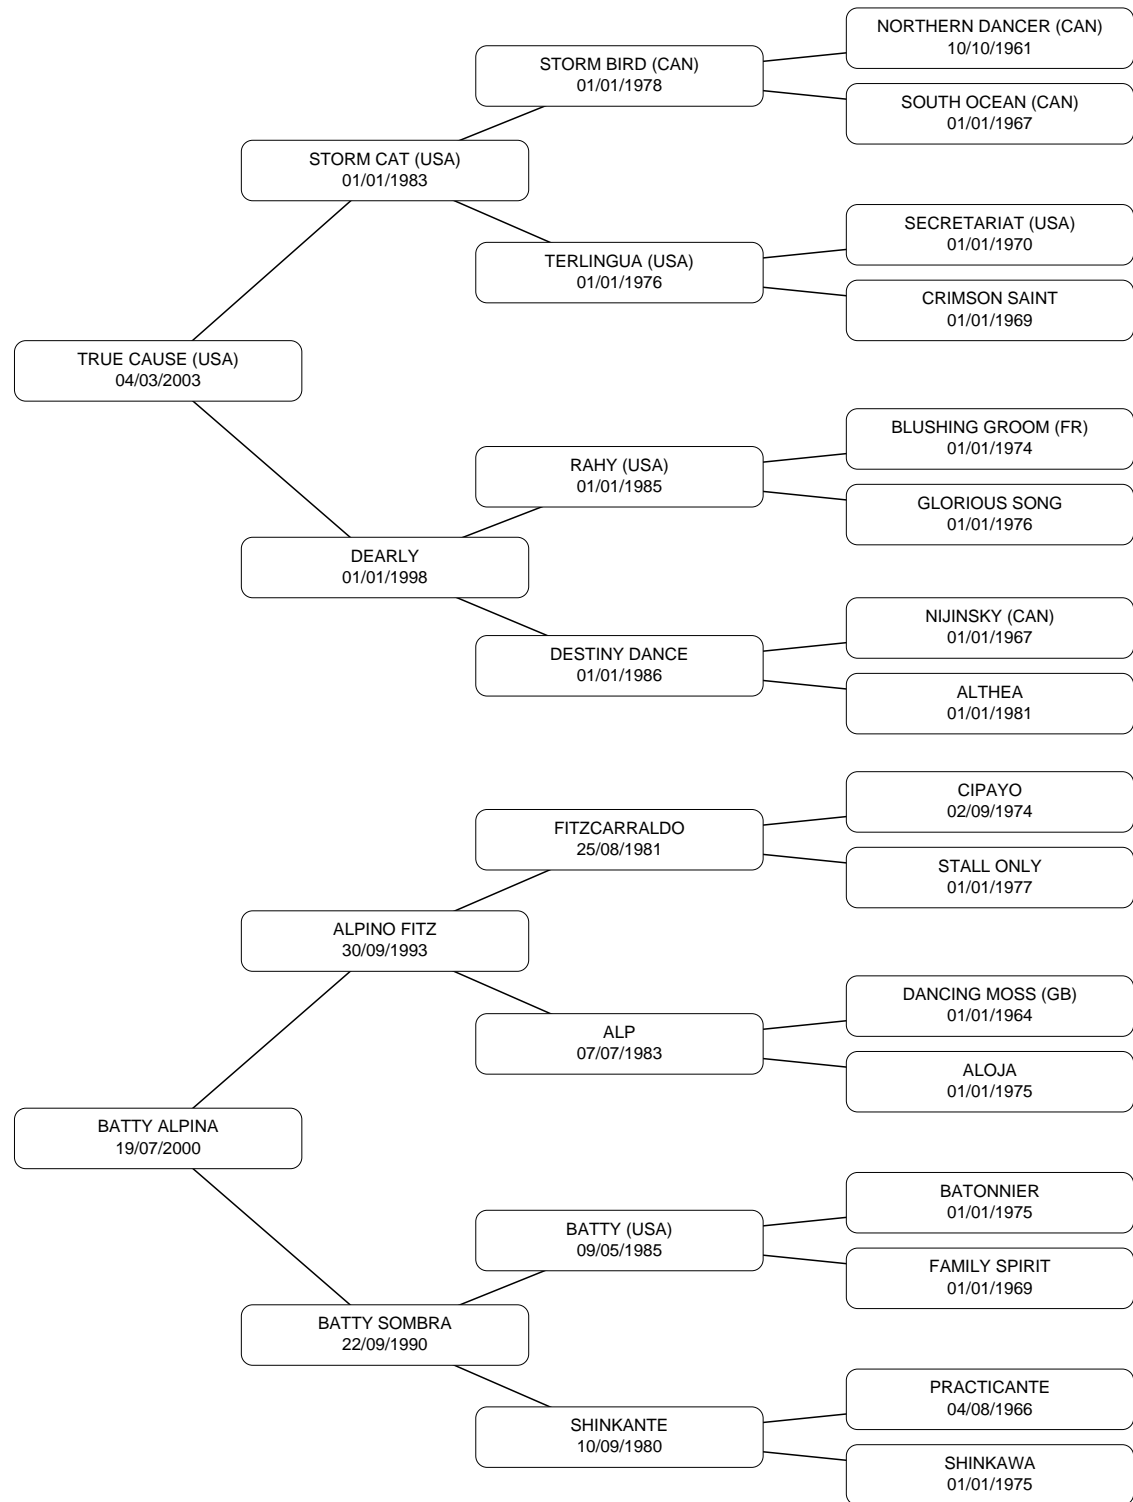 NORTHERN DANCER (CAN)
10/10/1961
STORM BIRD (CAN)
01/01/1978
SOUTH OCEAN (CAN)
01/01/1967
STORM CAT (USA)
01/01/1983
SECRETARIAT (USA)
01/01/1970
TERLINGUA (USA)
01/01/1976
CRIMSON SAINT
01/01/1969
TRUE CAUSE (USA)
04/03/2003
BLUSHING GROOM (FR)
01/01/1974
RAHY (USA)
01/01/1985
GLORIOUS SONG
01/01/1976
DEARLY
01/01/1998
NIJINSKY (CAN)
01/01/1967
DESTINY DANCE
01/01/1986
ALTHEA
01/01/1981
CIPAYO
02/09/1974
FITZCARRALDO
25/08/1981
STALL ONLY
01/01/1977
ALPINO FITZ
30/09/1993
DANCING MOSS (GB)
01/01/1964
ALP
07/07/1983
ALOJA
01/01/1975
BATTY ALPINA
19/07/2000
BATONNIER
01/01/1975
BATTY (USA)
09/05/1985
FAMILY SPIRIT
01/01/1969
BATTY SOMBRA
22/09/1990
PRACTICANTE
04/08/1966
SHINKANTE
10/09/1980
SHINKAWA
01/01/1975